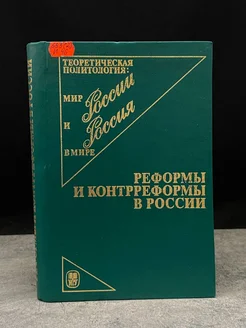 ТЕОРЕТИЧЕСКАЯ
ПОЛИТОЛОГИЯ:
МИР
России
И
Россия
В МИРЕ
РЕФОРМЫ
И КОНТРРЕФОРМЫ
В РОССИИ